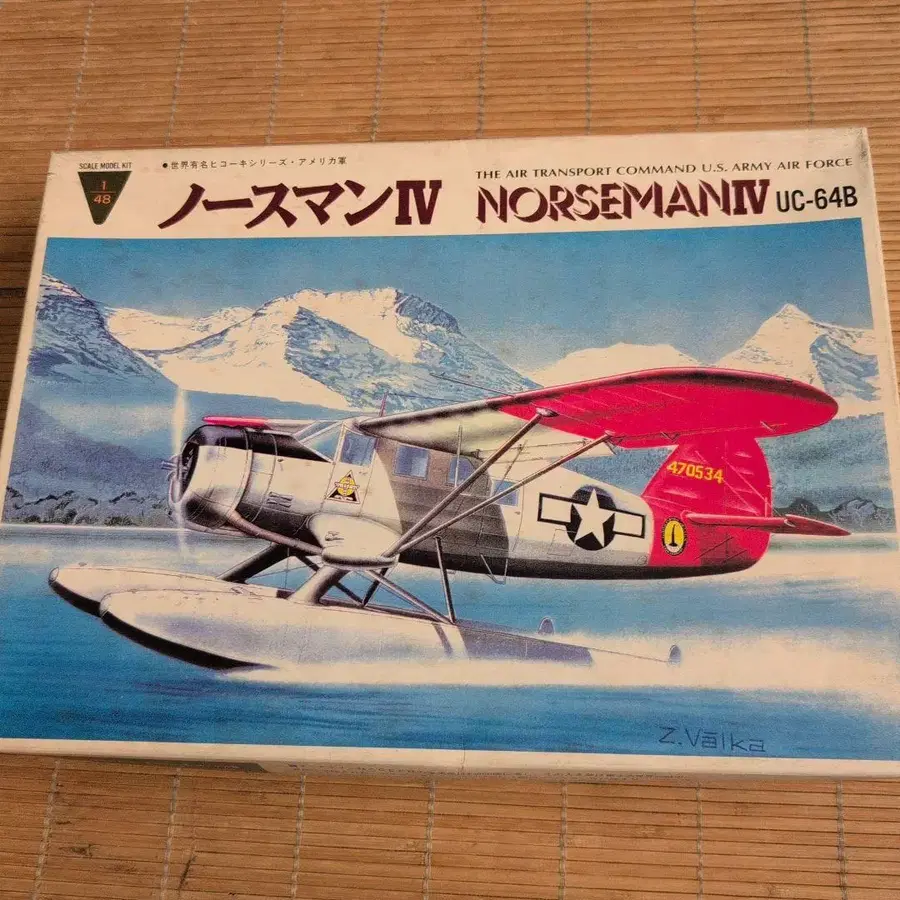 SCALE MODEL KIT
1
48
●世界有名ヒコーキシリーズ・アメリカ軍
ノースマンIV
THE AIR TRANSPORT COMMAND U.S. ARMY AIR FORCE
NORSEMANIV UC-64B
470534
Z.Valka